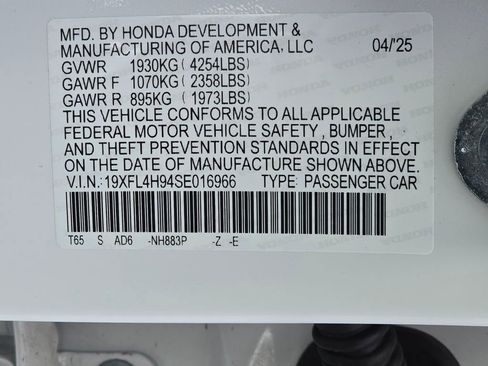 MFD. BY HONDA DEVELOPMENT &
MANUFACTURING OF AMERICA, LLC 04/'25
GVWR 1930KG(4254LBS)
GAWR F 1070KG(2358LBS)
GAWR R 895KG(1973LBS)
THIS VEHICLE CONFORMS TO ALL APPLICABLE
FEDERAL MOTOR VEHICLE SAFETY, BUMPER,
AND THEFT PREVENTION STANDARDS IN EFFECT
ON THE DATE OF MANUFACTURE SHOWN ABOVE.
V.I.N.:19XFL4H94SE016966 TYPE: PASSENGER CAR
T65 S AD6 -NH883P -Z -E